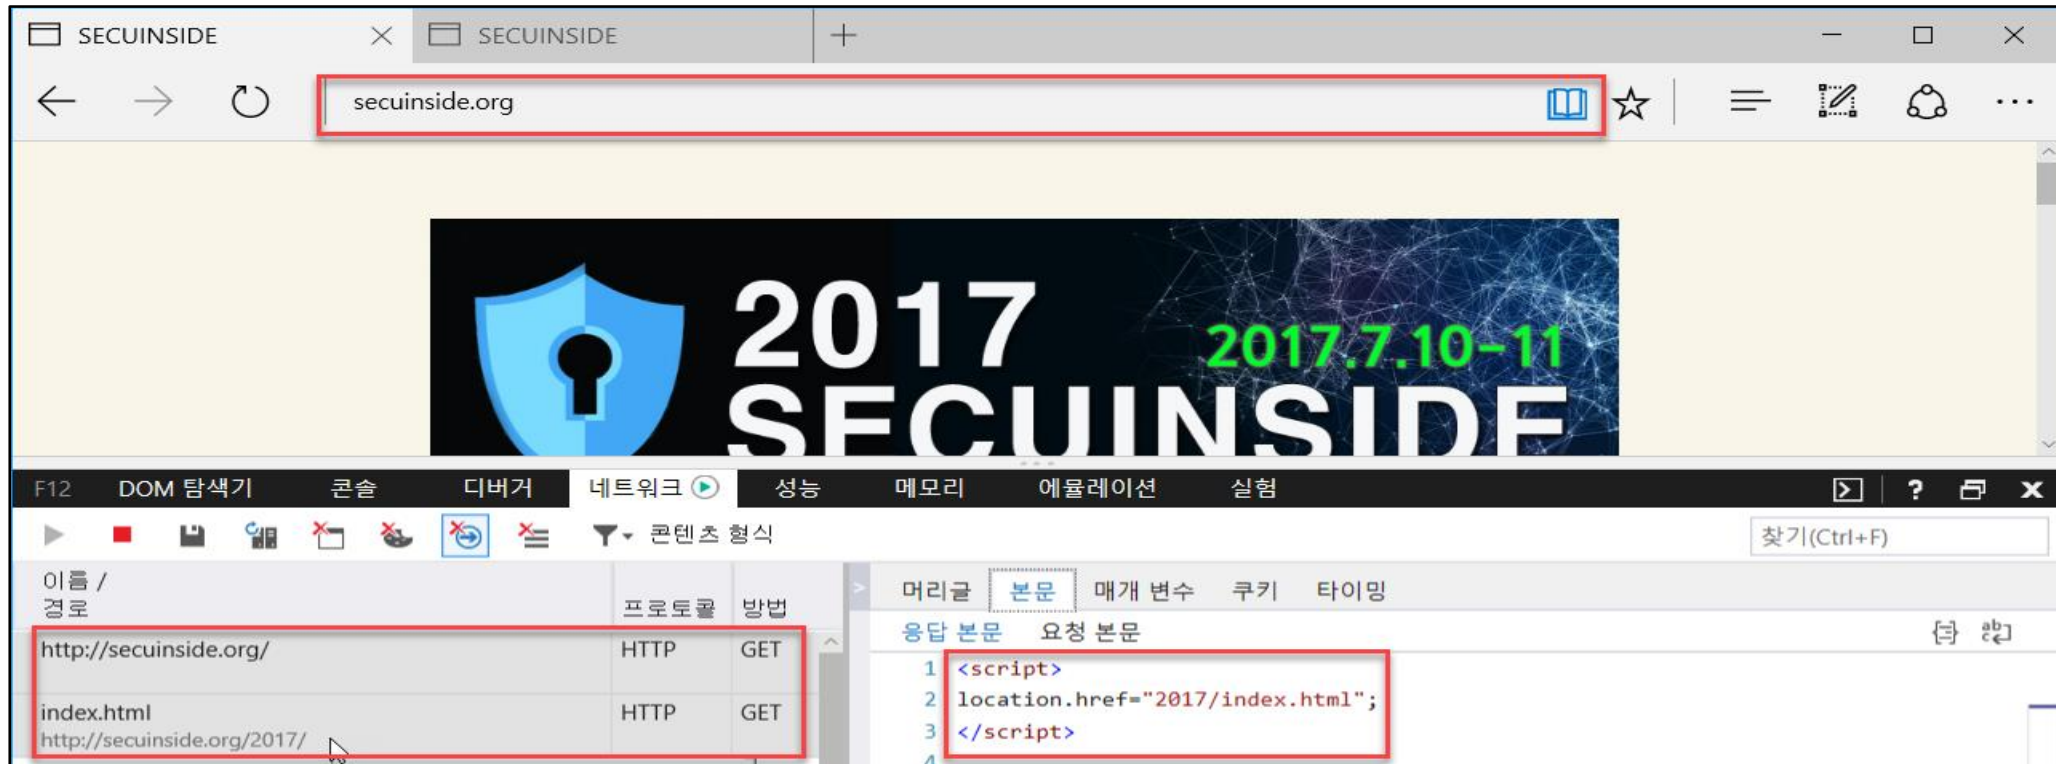 SECUINSIDE
SECUINSIDE
secuinside.org
2017
2017.7.10-11
SECUINSIDE
F12 DOM 탐색기 콘솔 디버거 네트워크 성능 메모리 에뮬레이션 실험
콘텐츠 형식
찾기(Ctrl+F)
이름 /
경로 프로토콜 방법
http://secuinside.org/ HTTP GET
index.html HTTP GET
http://secuinside.org/2017/
머리글 본문 매개 변수 쿠키 타이밍
응답 본문 요청 본문
1 <script>
2 location.href="2017/index.html";
3 </script>
4